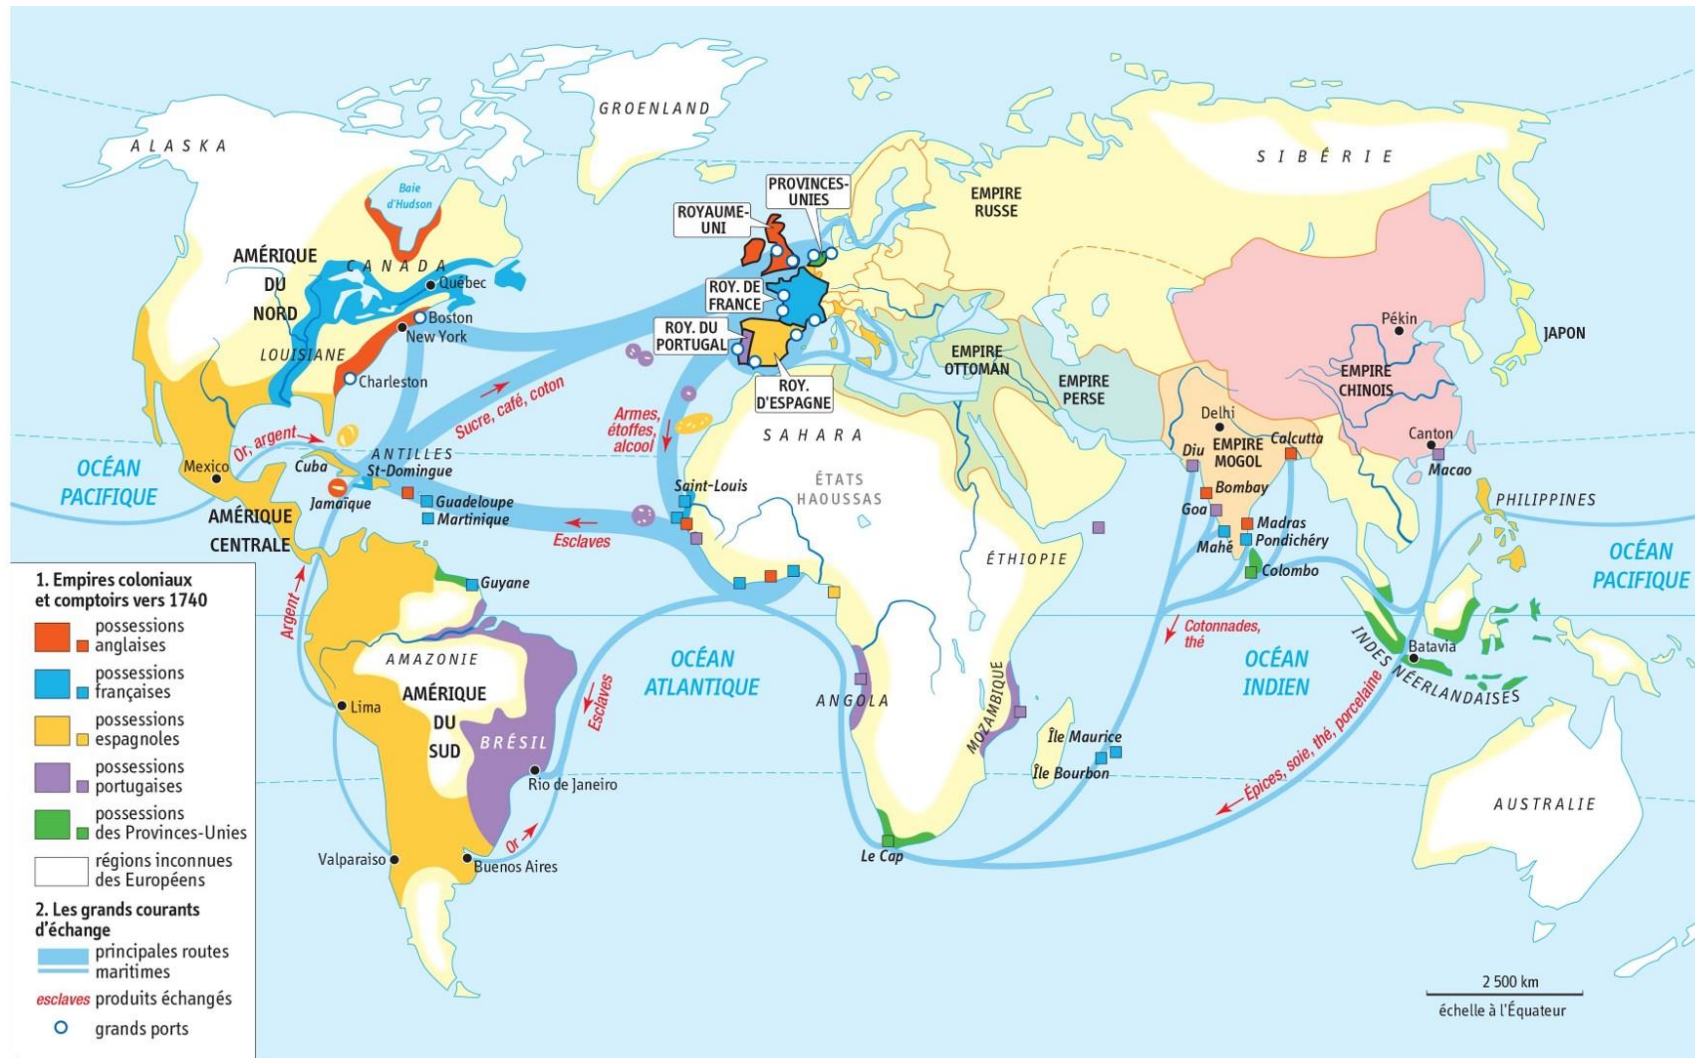 GROENLAND
ALASKA
SIBÉRIE
Baie
d'Hudson
PROVINCES-
UNIES
ROYAUME-
UNI
EMPIRE
RUSSE
AMÉRIQUE
DU
NORD
CANADA
Québec
ROY. DE
FRANCE
Boston
New York
ROY. DU
PORTUGAL
LOUISIANE
Charleston
ROY.
D'ESPAGNE
EMPIRE
OTTOMAN
EMPIRE
PERSE
Pékin
JAPON
EMPIRE
CHINOIS
Sucre, café, coton
Armes,
étoffes,
alcool
SAHARA
Delhi
EMPIRE
MOGOL
Calcutta
Canton
Macao
Diu
Or, argent
ANTILLES
St-Domingue
Cuba
Mexico
OCÉAN
PACIFIQUE
Jamaïque
Guadeloupe
Martinique
Saint-Louis
ÉTATS
HAOUSSAS
Bombay
Goa
Madras
Pondichéry
Mahé
Colombo
PHILIPPINES
AMÉRIQUE
CENTRALE
Esclaves
ÉTHIOPIE
OCÉAN
PACIFIQUE
Guyane
Argent
Cotonnades,
thé
AMAZONIE
OCÉAN
ATLANTIQUE
OCÉAN
INDIEN
Batavia
INDES NÉERLANDAISES
AMÉRIQUE
DU
SUD
Lima
Esclaves
ANGOLA
MOZAMBIQUE
BRÉSIL
Île Maurice
Île Bourbon
Épices, soie, thé, porcelaine
Rio de Janeiro
AUSTRALIE
Or
Valparaiso
Buenos Aires
Le Cap
1. Empires coloniaux
et comptoirs vers 1740
possessions
anglaises
possessions
françaises
possessions
espagnoles
possessions
portugaises
possessions
des Provinces-Unies
régions inconnues
des Européens
2. Les grands courants
d'échange
principales routes
maritimes
esclaves produits échangés
grands ports
2 500 km
échelle à l'Équateur